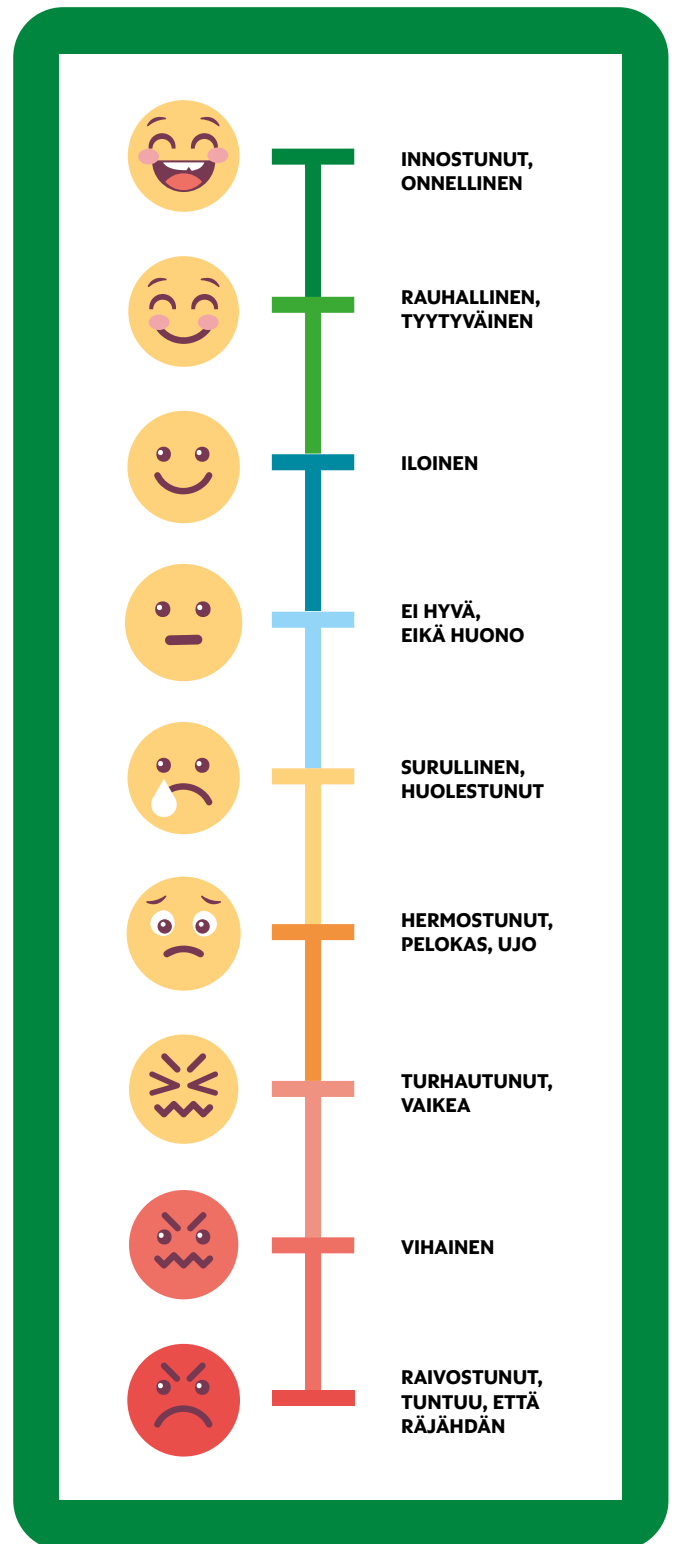 INNOSTUNUT,
ONNELLINEN
RAUHALLINEN,
TYYTYVÄINEN
ILOINEN
EI HYVÄ,
EIKÄ HUONO
SURULLINEN,
HUOLESTUNUT
HERMOSTUNUT,
PELOKAS, UJO
TURHAUTUNUT,
VAIKEA
VIHAINEN
RAIVOSTUNUT,
TUNTUU, ETTÄ
RÄJÄHDÄN